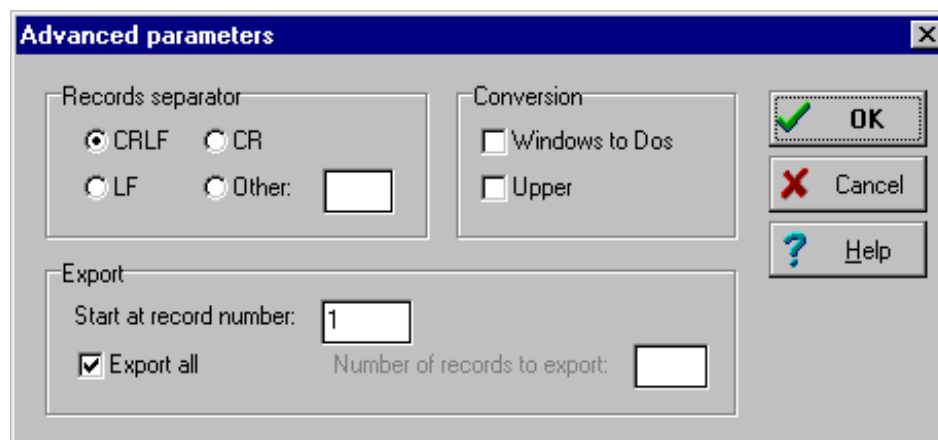 Advanced parameters
Records separator
CRLF CR
LF Other:
Conversion
Windows to Dos
Upper
OK
Cancel
Help
Export
Start at record number: 1
Export all Number of records to export: